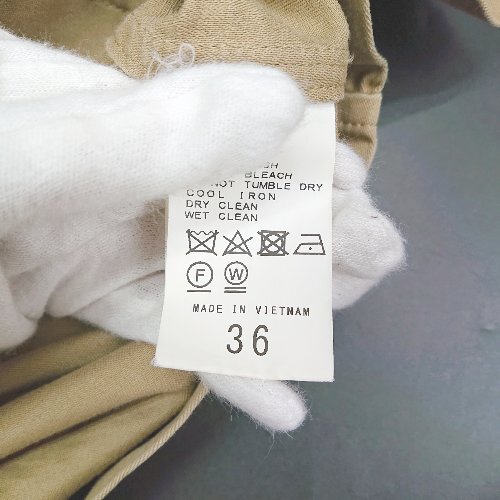 BLEACH
NOT TUMBLE DRY
COOL IRON
DRY CLEAN
WET CLEAN
F W
MADE IN VIETNAM
36